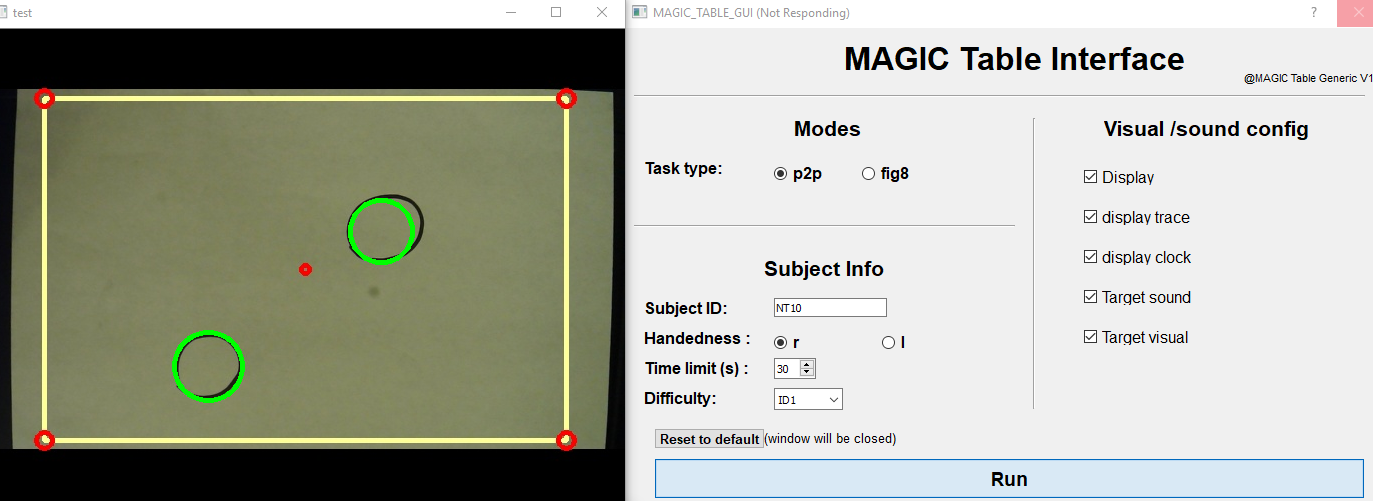 test
MAGIC_TABLE_GUI (Not Responding)
?
MAGIC Table Interface
@MAGIC Table Generic V1
Modes
Task type:
p2p
fig8
Subject Info
Subject ID:
NT10
Handedness :
r
l
Time limit (s) :
30
Difficulty:
ID1
Reset to default (window will be closed)
Visual /sound config
Display
display trace
display clock
Target sound
Target visual
Run